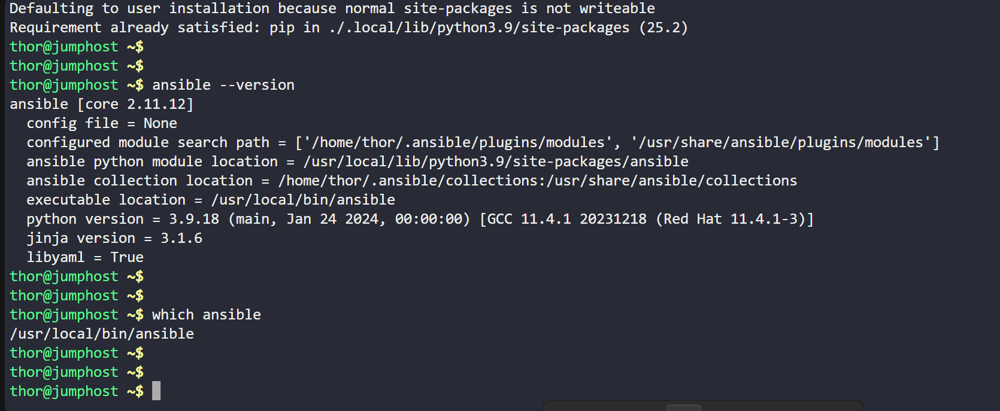 Defaulting to user installation because normal site-packages is not writeable
Requirement already satisfied: pip in ./.local/lib/python3.9/site-packages (25.2)
thor@jumphost ~$
thor@jumphost ~$
thor@jumphost ~$ ansible --version
ansible [core 2.11.12]
  config file = None
  configured module search path = ['/home/thor/.ansible/plugins/modules', '/usr/share/ansible/plugins/modules']
  ansible python module location = /usr/local/lib/python3.9/site-packages/ansible
  ansible collection location = /home/thor/.ansible/collections:/usr/share/ansible/collections
  executable location = /usr/local/bin/ansible
  python version = 3.9.18 (main, Jan 24 2024, 00:00:00) [GCC 11.4.1 20231218 (Red Hat 11.4.1-3)]
  jinja version = 3.1.6
  libyaml = True
thor@jumphost ~$
thor@jumphost ~$
thor@jumphost ~$ which ansible
/usr/local/bin/ansible
thor@jumphost ~$
thor@jumphost ~$
thor@jumphost ~$